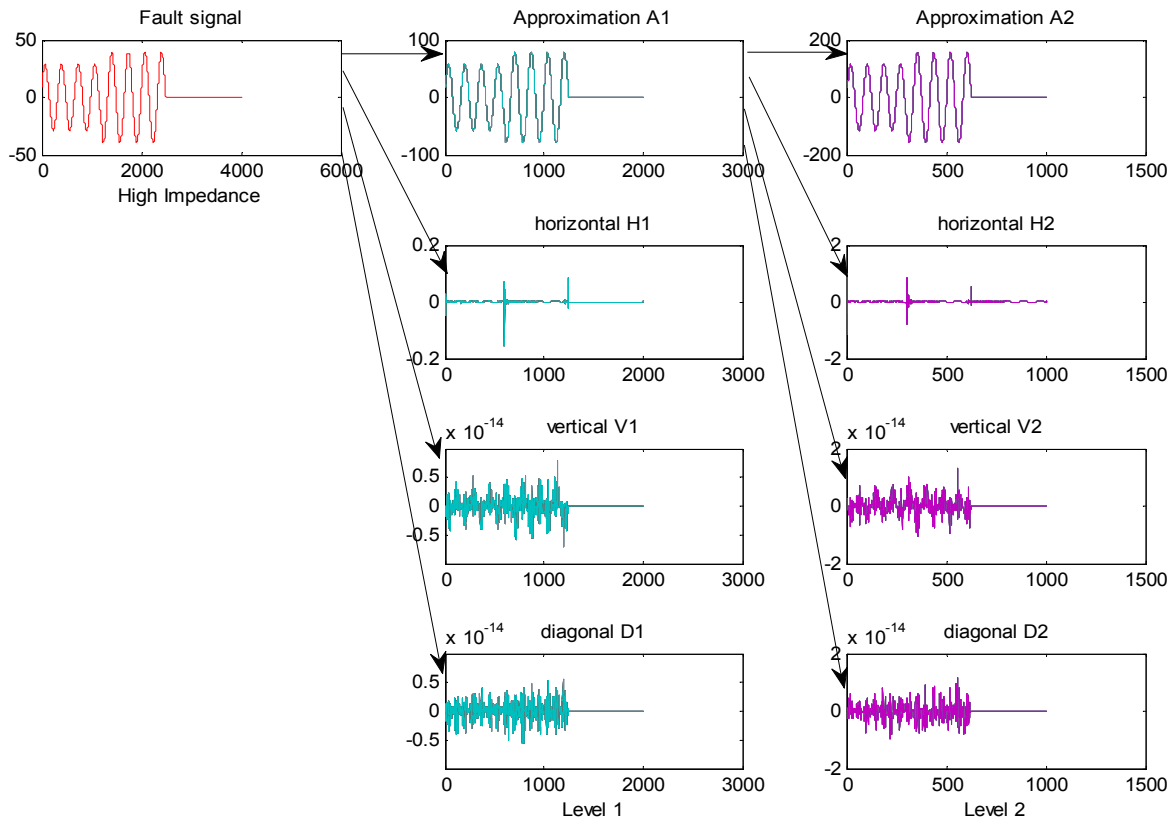 Fault signal
50
0
-50
0 2000 4000 6000
High Impedance
Approximation A1
100
0
-100
0 1000 2000 3000
Approximation A2
200
0
-200
0 500 1000 1500
horizontal H1
0.2
0
-0.2
0 1000 2000 3000
horizontal H2
2
0
-2
0 500 1000 1500
x 10^-14
vertical V1
0.5
0
-0.5
0 1000 2000 3000
x 10^-14
vertical V2
2
0
-2
0 500 1000 1500
x 10^-14
diagonal D1
0.5
0
-0.5
0 1000 2000 3000
Level 1
x 10^-14
diagonal D2
2
0
-2
0 500 1000 1500
Level 2